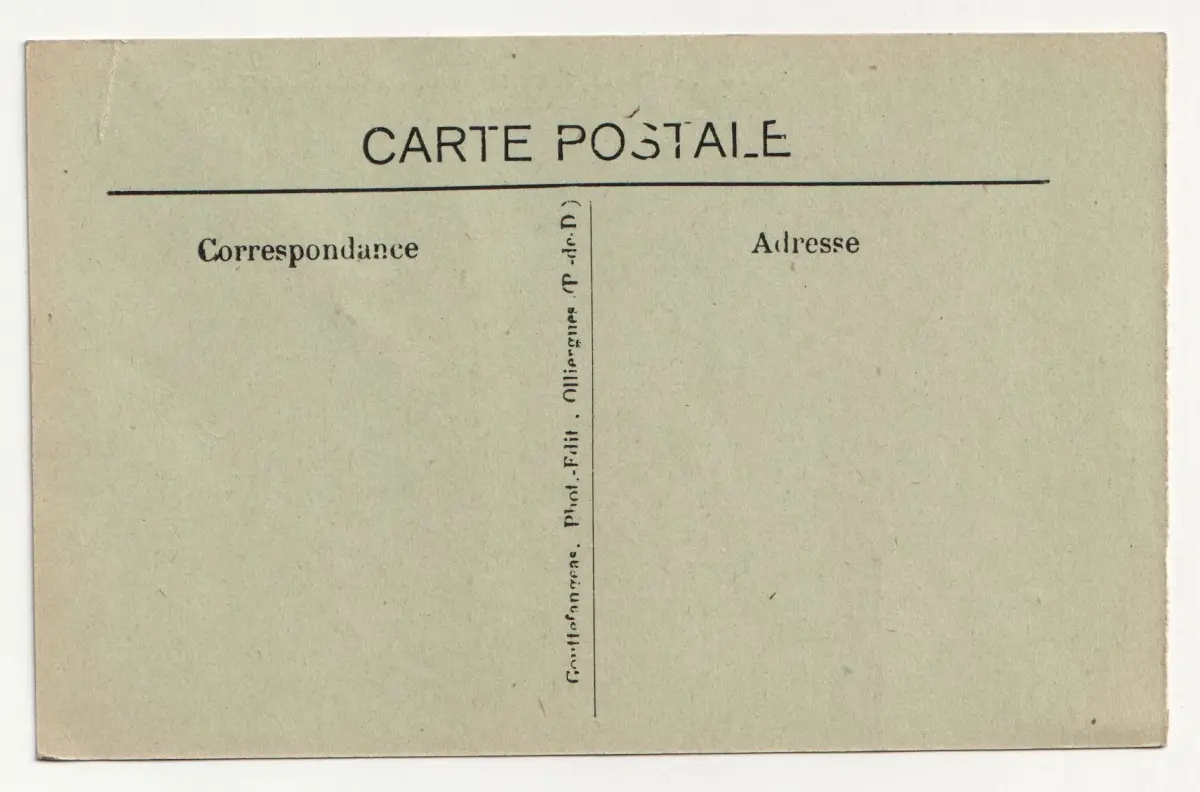 CARTE POSTALE
Correspondance
Adresse
Gouttefangeas, Phot.-Edit, Olliergues (P-de-D)